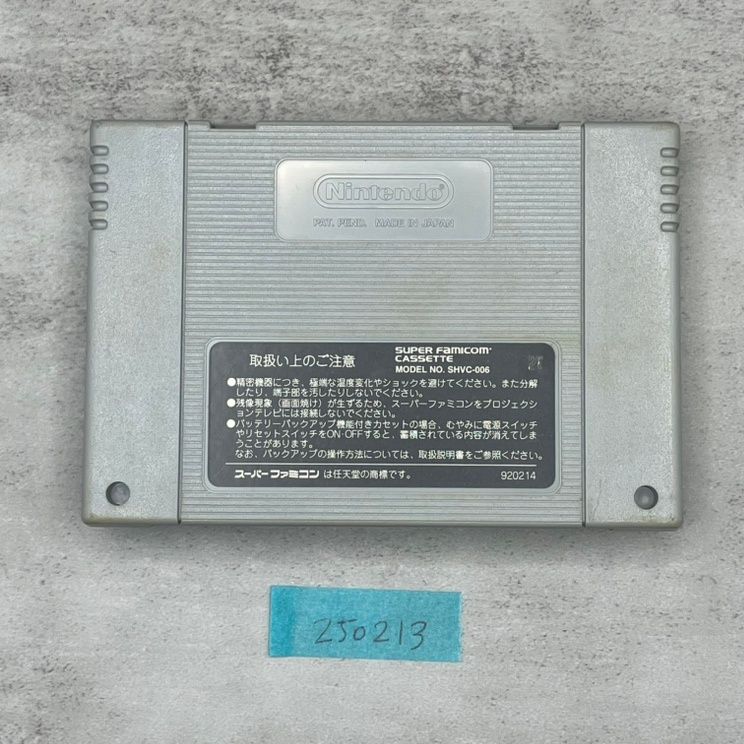 Nintendo®
PAT. PEND. MADE IN JAPAN
取扱い上のご注意
SUPER FAMICOM™
CASSETTE
MODEL NO. SHVC-006
●精密機器につき、極端な温度変化やショックを避けてください。また分解
したり、端子部を汚したりしないでください。
●残像現象（画面焼け）が生ずるため、スーパーファミコンをプロジェクシ
ョンテレビには接続しないでください。
●バッテリーバックアップ機能付きカセットの場合、むやみに電源スイッチ
やリセットスイッチをON・OFFすると、蓄積されている内容が消えてしま
うことがあります。
なお、バックアップの操作方法については、取扱説明書をご参照ください。
スーパーファミコン は任天堂の商標です。
920214
250213